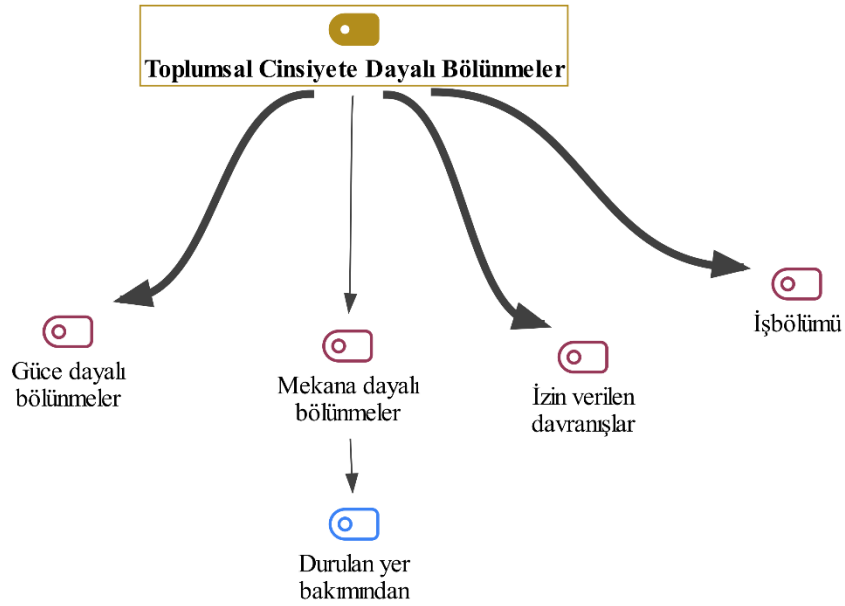 Toplumsal Cinsiyete Dayalı Bölünmeler
Güce dayalı
bölünmeler
Mekana dayalı
bölünmeler
İzin verilen
davranışlar
İşbölümü
Durulan yer
bakımından